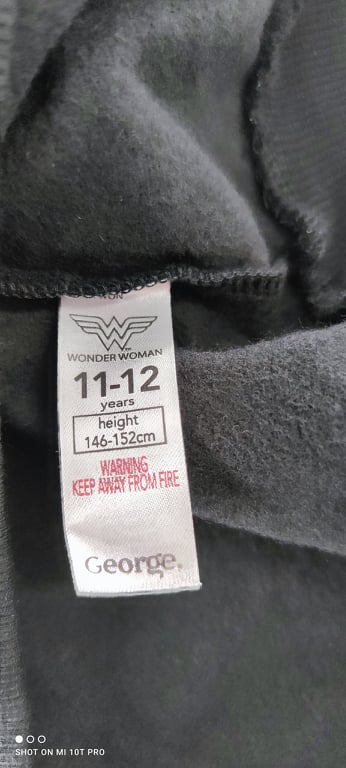 WONDER WOMAN
11-12
years
height
146-152cm
WARNING
KEEP AWAY FROM FIRE
George.
SHOT ON MI 10T PRO